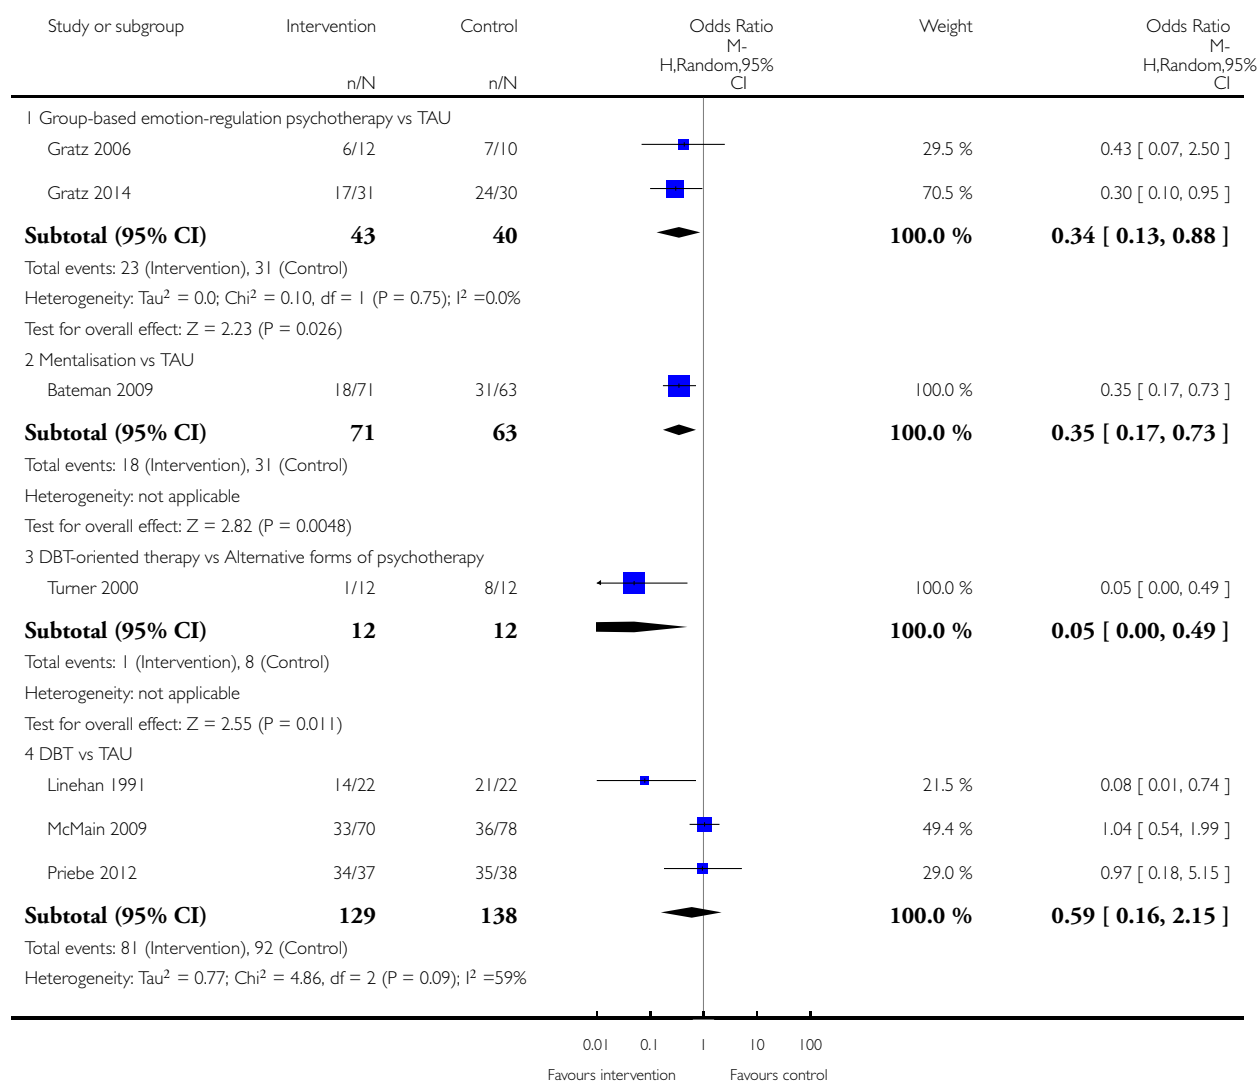 Study or subgroup Intervention Control Odds Ratio Weight Odds Ratio
M- M-
H,Random,95% H,Random,95%
n/N n/N CI CI
1 Group-based emotion-regulation psychotherapy vs TAU
Gratz 2006 6/12 7/10 29.5 % 0.43 [ 0.07, 2.50 ]
Gratz 2014 17/31 24/30 70.5 % 0.30 [ 0.10, 0.95 ]
Subtotal (95% CI) 43 40 100.0 % 0.34 [ 0.13, 0.88 ]
Total events: 23 (Intervention), 31 (Control)
Heterogeneity: Tau² = 0.0; Chi² = 0.10, df = 1 (P = 0.75); I² =0.0%
Test for overall effect: Z = 2.23 (P = 0.026)
2 Mentalisation vs TAU
Bateman 2009 18/71 31/63 100.0 % 0.35 [ 0.17, 0.73 ]
Subtotal (95% CI) 71 63 100.0 % 0.35 [ 0.17, 0.73 ]
Total events: 18 (Intervention), 31 (Control)
Heterogeneity: not applicable
Test for overall effect: Z = 2.82 (P = 0.0048)
3 DBT-oriented therapy vs Alternative forms of psychotherapy
Turner 2000 1/12 8/12 100.0 % 0.05 [ 0.00, 0.49 ]
Subtotal (95% CI) 12 12 100.0 % 0.05 [ 0.00, 0.49 ]
Total events: 1 (Intervention), 8 (Control)
Heterogeneity: not applicable
Test for overall effect: Z = 2.55 (P = 0.011)
4 DBT vs TAU
Linehan 1991 14/22 21/22 21.5 % 0.08 [ 0.01, 0.74 ]
McMain 2009 33/70 36/78 49.4 % 1.04 [ 0.54, 1.99 ]
Priebe 2012 34/37 35/38 29.0 % 0.97 [ 0.18, 5.15 ]
Subtotal (95% CI) 129 138 100.0 % 0.59 [ 0.16, 2.15 ]
Total events: 81 (Intervention), 92 (Control)
Heterogeneity: Tau² = 0.77; Chi² = 4.86, df = 2 (P = 0.09); I² =59%
0.01 0.1 1 10 100
Favours intervention Favours control